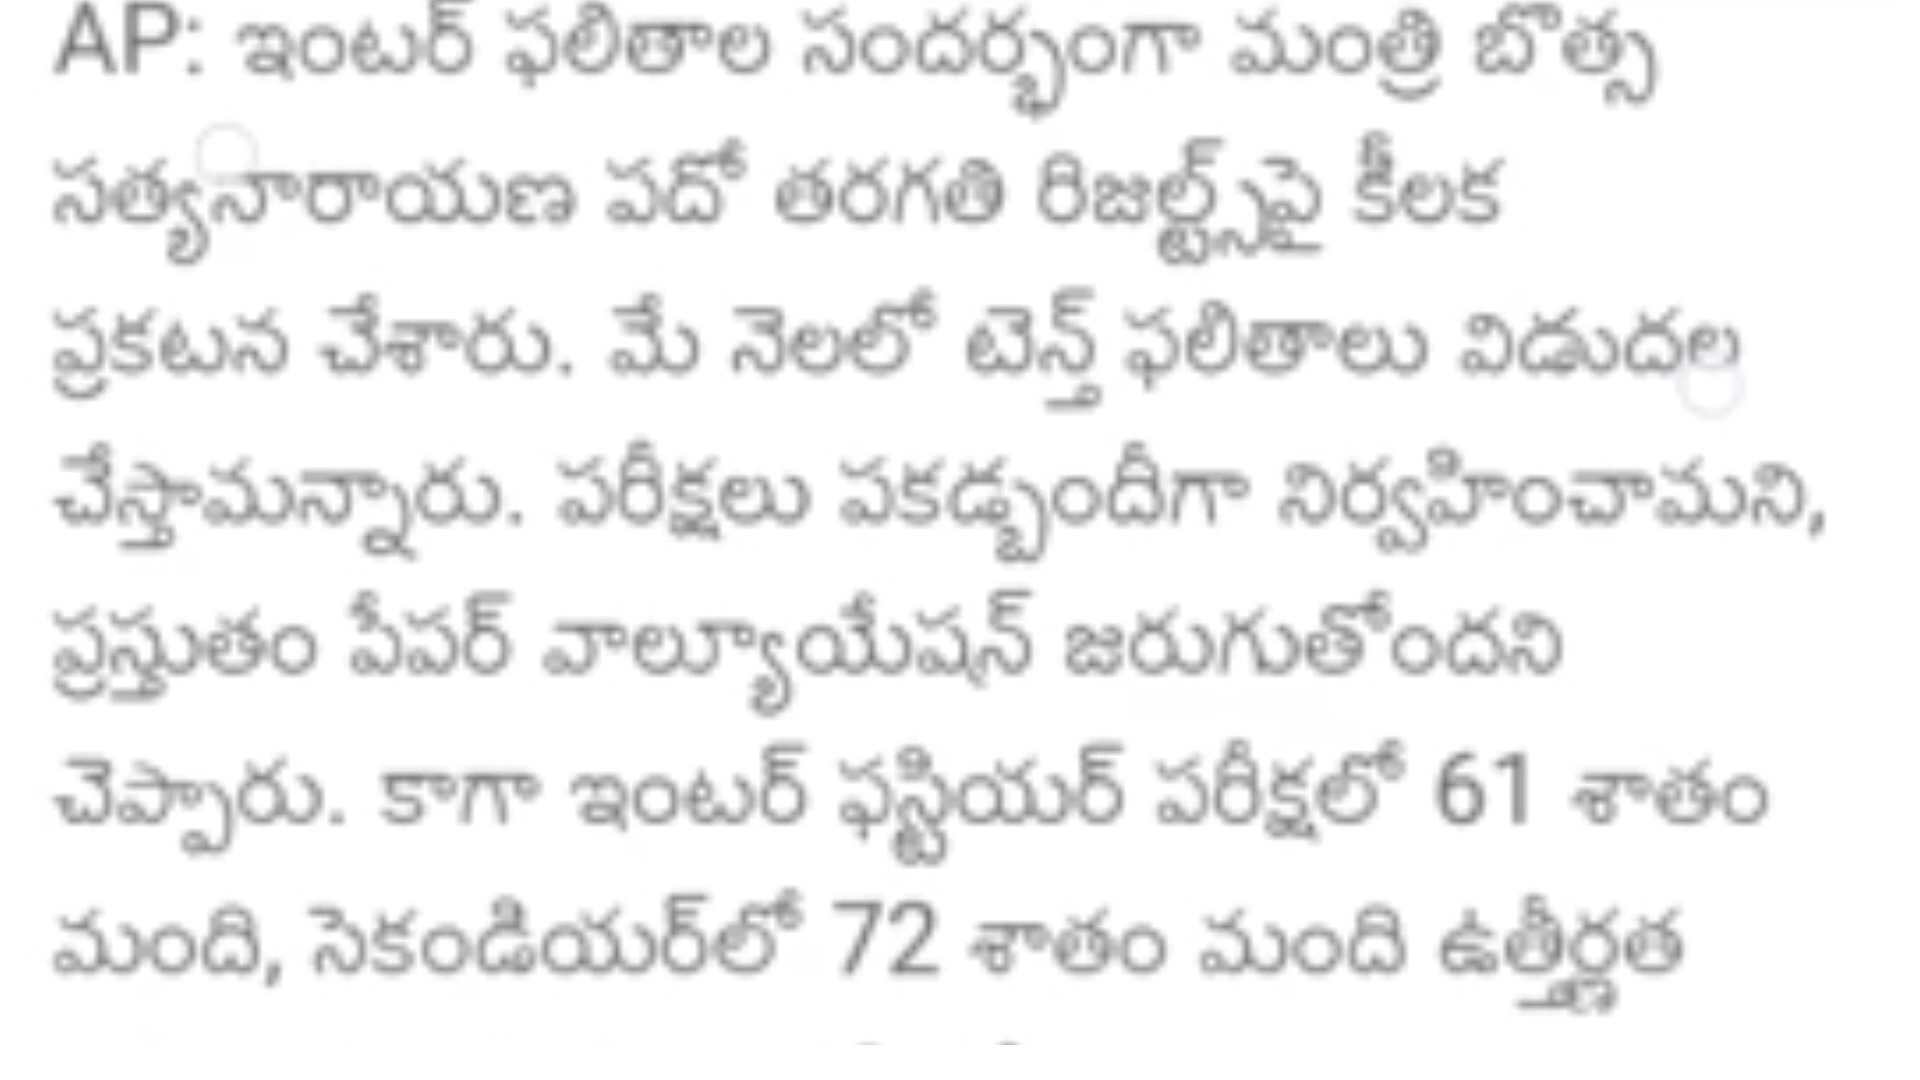 AP: ఇంటర్ ఫలితాల సందర్భంగా మంత్రి బొత్స
సత్యనారాయణ పదో తరగతి రిజల్ట్స్‌పై కీలక
ప్రకటన చేశారు. మే నెలలో టెన్త్ ఫలితాలు విడుదల
చేస్తామన్నారు. పరీక్షలు పకడ్బందీగా నిర్వహించామని,
ప్రస్తుతం పేపర్ వాల్యూయేషన్ జరుగుతోందని
చెప్పారు. కాగా ఇంటర్ ఫస్టియర్ పరీక్షలో 61 శాతం
మంది, సెకండియర్‌లో 72 శాతం మంది ఉత్తీర్ణత